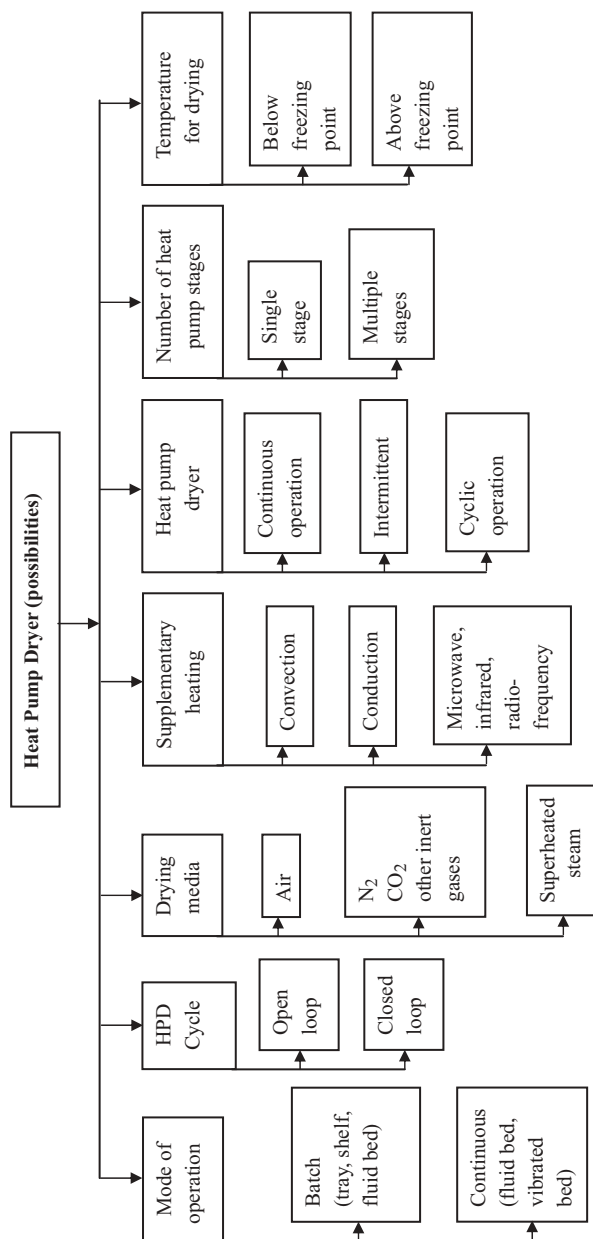 Heat Pump Dryer (possibilities)
Mode of
operation
Batch
(tray, shelf,
fluid bed)
Continuous
(fluid bed,
vibrated
bed)
HPD
Cycle
Open
loop
Closed
loop
Drying
media
Air
N₂
CO₂
other inert
gases
Superheated
steam
Supplementary
heating
Convection
Conduction
Microwave,
infrared,
radio-
frequency
Heat pump
dryer
Continuous
operation
Intermittent
Cyclic
operation
Number of heat
pump stages
Single
stage
Multiple
stages
Temperature
for drying
Below
freezing
point
Above
freezing
point